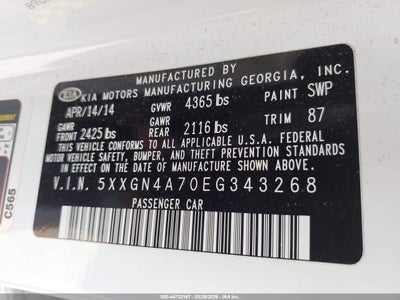 MANUFACTURED BY
KIA KIA MOTORS MANUFACTURING GEORGIA, INC.
APR/14/14 GVWR 4365 lbs PAINT SWP
GAWR FRONT 2425 lbs GAWR REAR 2116 lbs TRIM 87
THIS VEHICLE CONFORMS TO ALL APPLICABLE U.S.A. FEDERAL
MOTOR VEHICLE SAFETY, BUMPER, AND THEFT PREVENTION STANDARDS
IN EFFECT ON THE DATE OF MANUFACTURE SHOWN ABOVE.
V.I.N. 5XXGN4A70EG343268
PASSENGER CAR
C565